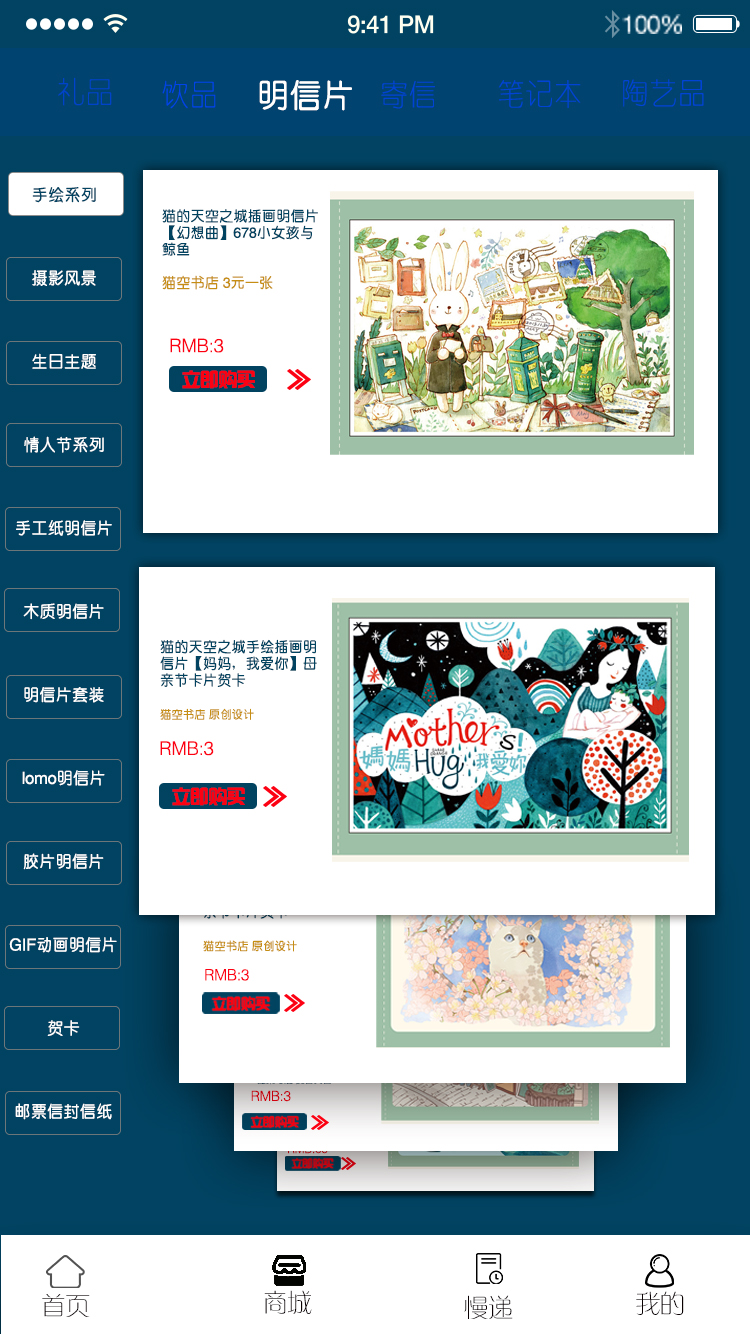 9:41 PM
100%
礼品
饮品
明信片
寄信
笔记本
陶艺品
手绘系列
摄影风景
生日主题
情人节系列
手工纸明信片
木质明信片
明信片套装
lomo明信片
胶片明信片
GIF动画明信片
贺卡
邮票信封信纸
猫的天空之城插画明信片
【幻想曲】678小女孩与
鲸鱼
猫空书店 3元一张
RMB:3
立即购买
猫的天空之城手绘插画明
信片【妈妈，我爱你】母
亲节卡片贺卡
猫空书店 原创设计
RMB:3
立即购买
Mother's
媽媽 Hug 我愛妳!
猫空书店 原创设计
RMB:3
立即购买
RMB:3
立即购买
立即购买
首页
商城
慢递
我的